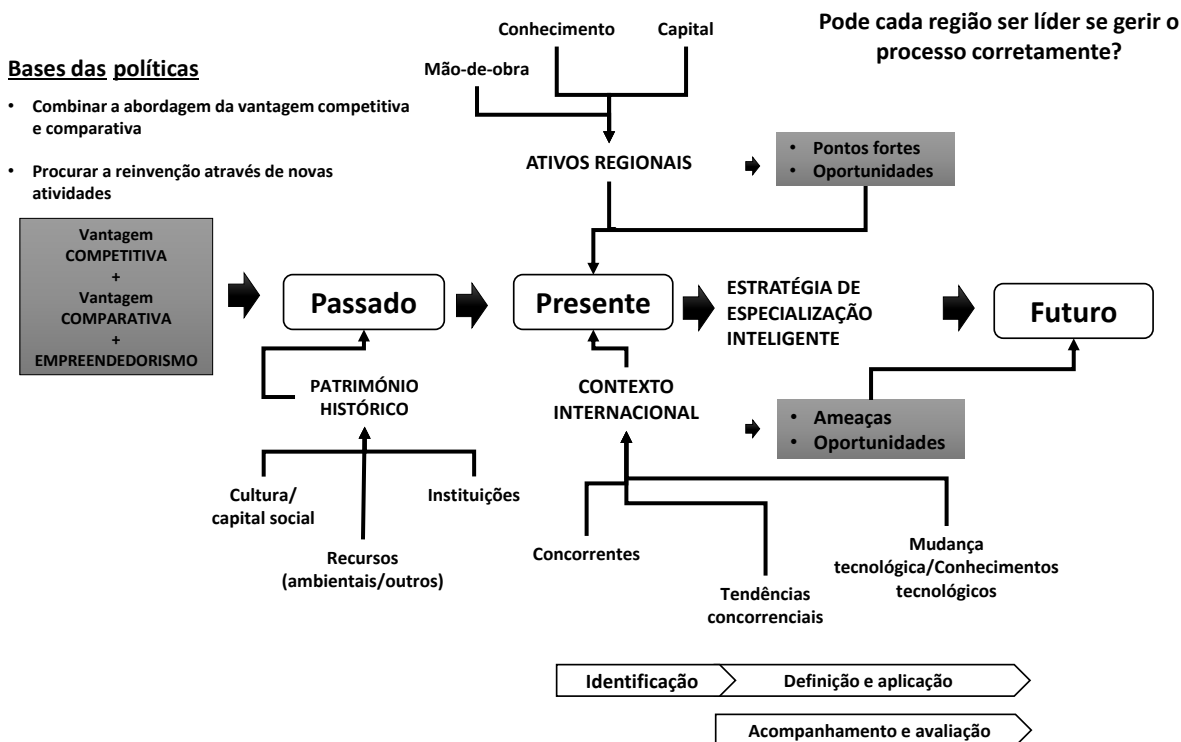 Pode cada região ser líder se gerir o
processo corretamente?
Conhecimento
Capital
Mão-de-obra
Bases das políticas
• Combinar a abordagem da vantagem competitiva
e comparativa
• Procurar a reinvenção através de novas
atividades
ATIVOS REGIONAIS
• Pontos fortes
• Oportunidades
Vantagem
COMPETITIVA
+
Vantagem
COMPARATIVA
+
EMPREENDEDORISMO
Passado
Presente
ESTRATÉGIA DE
ESPECIALIZAÇÃO
INTELIGENTE
Futuro
PATRIMÓNIO
HISTÓRICO
CONTEXTO
INTERNACIONAL
• Ameaças
• Oportunidades
Cultura/
capital social
Instituições
Recursos
(ambientais/outros)
Concorrentes
Tendências
concorrenciais
Mudança
tecnológica/Conhecimentos
tecnológicos
Identificação
Definição e aplicação
Acompanhamento e avaliação